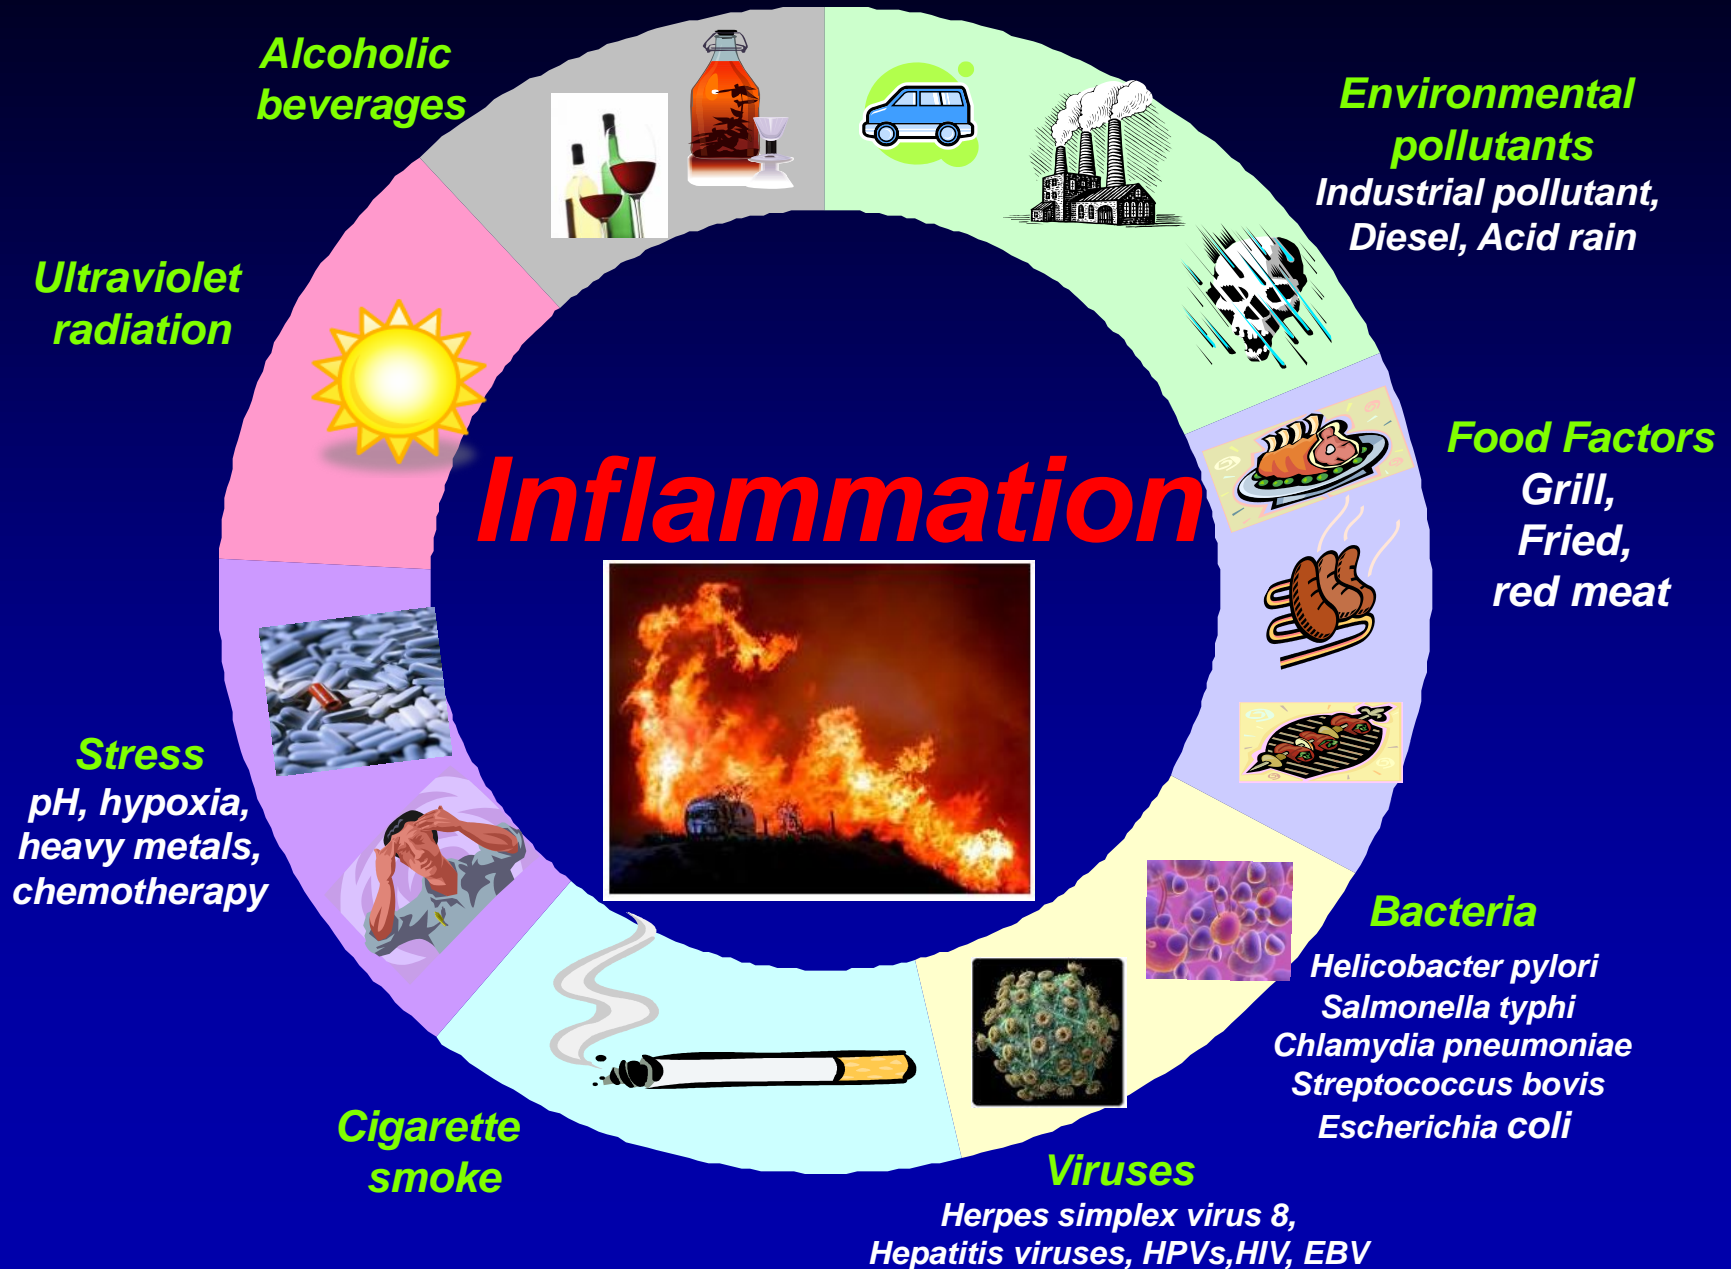 Alcoholic
beverages
Environmental
pollutants
Industrial pollutant,
Diesel, Acid rain
Ultraviolet
radiation
Food Factors
Grill,
Fried,
red meat
Inflammation
Stress
pH, hypoxia,
heavy metals,
chemotherapy
Bacteria
Helicobacter pylori
Salmonella typhi
Chlamydia pneumoniae
Streptococcus bovis
Escherichia coli
Cigarette
smoke
Viruses
Herpes simplex virus 8,
Hepatitis viruses, HPVs,HIV, EBV